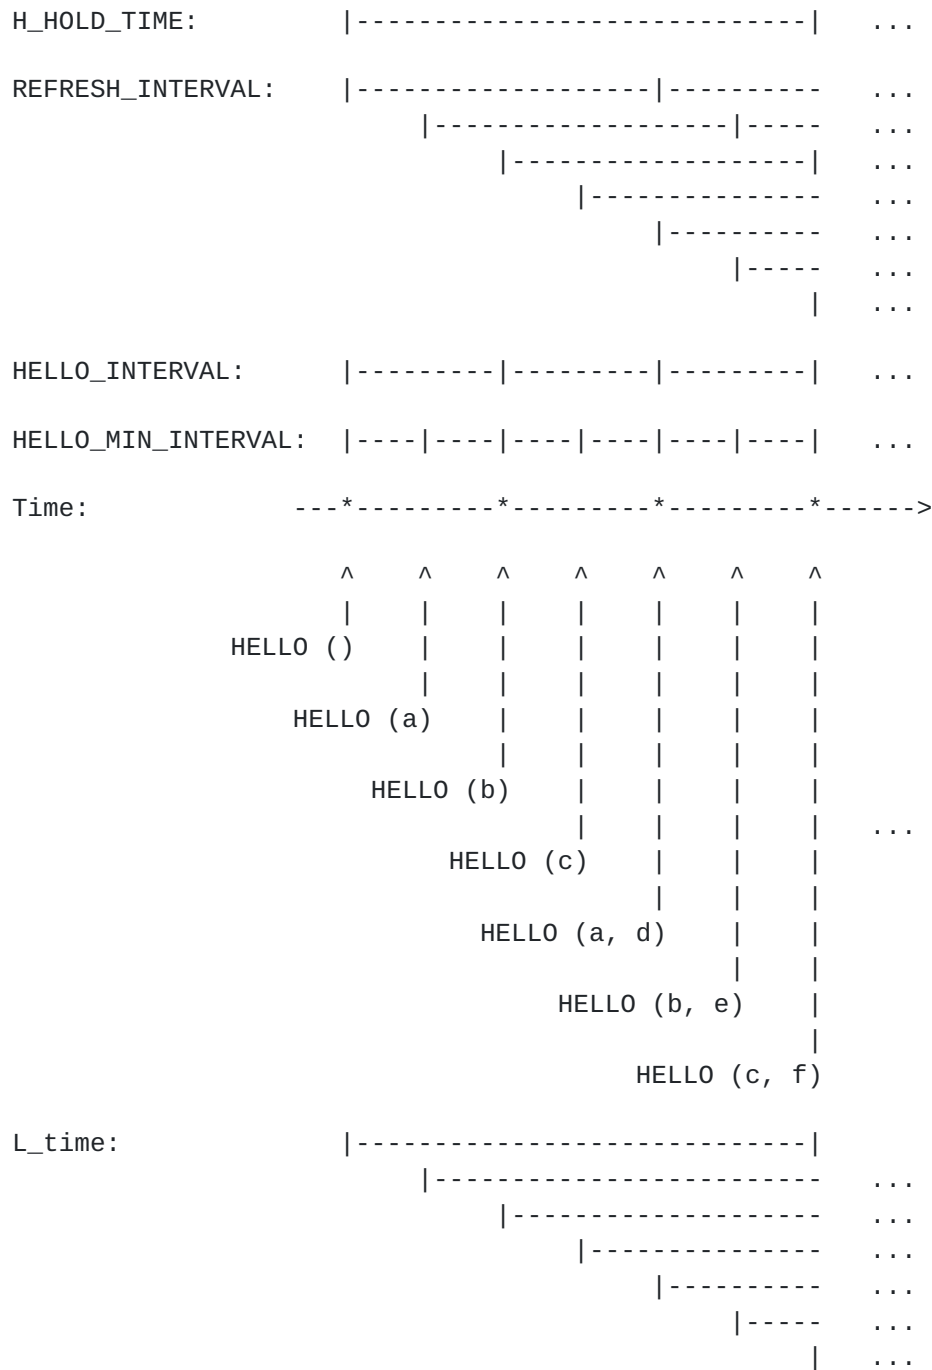 H_HOLD_TIME:         |-----------------------------|   ...
REFRESH_INTERVAL:    |-------------------|----------   ...
                          |-------------------|-----   ...
                               |-------------------|   ...
                                    |---------------   ...
                                         |----------   ...
                                              |-----   ...
                                                   |   ...
HELLO_INTERVAL:      |---------|---------|---------|   ...
HELLO_MIN_INTERVAL:  |----|----|----|----|----|----|   ...
Time:             ---*---------*---------*---------*------>
                     ^    ^    ^    ^    ^    ^    ^
                     |    |    |    |    |    |    |
              HELLO ()    |    |    |    |    |    |
                          |    |    |    |    |    |
                  HELLO (a)    |    |    |    |    |
                               |    |    |    |    |
                       HELLO (b)    |    |    |    |
                                    |    |    |    |   ...
                            HELLO (c)    |    |    |
                                         |    |    |
                              HELLO (a, d)    |    |
                                              |    |
                                   HELLO (b, e)    |
                                                   |
                                        HELLO (c, f)
L_time:              |-----------------------------|
                          |-------------------------   ...
                               |--------------------   ...
                                    |---------------   ...
                                         |----------   ...
                                              |-----   ...
                                                   |   ...